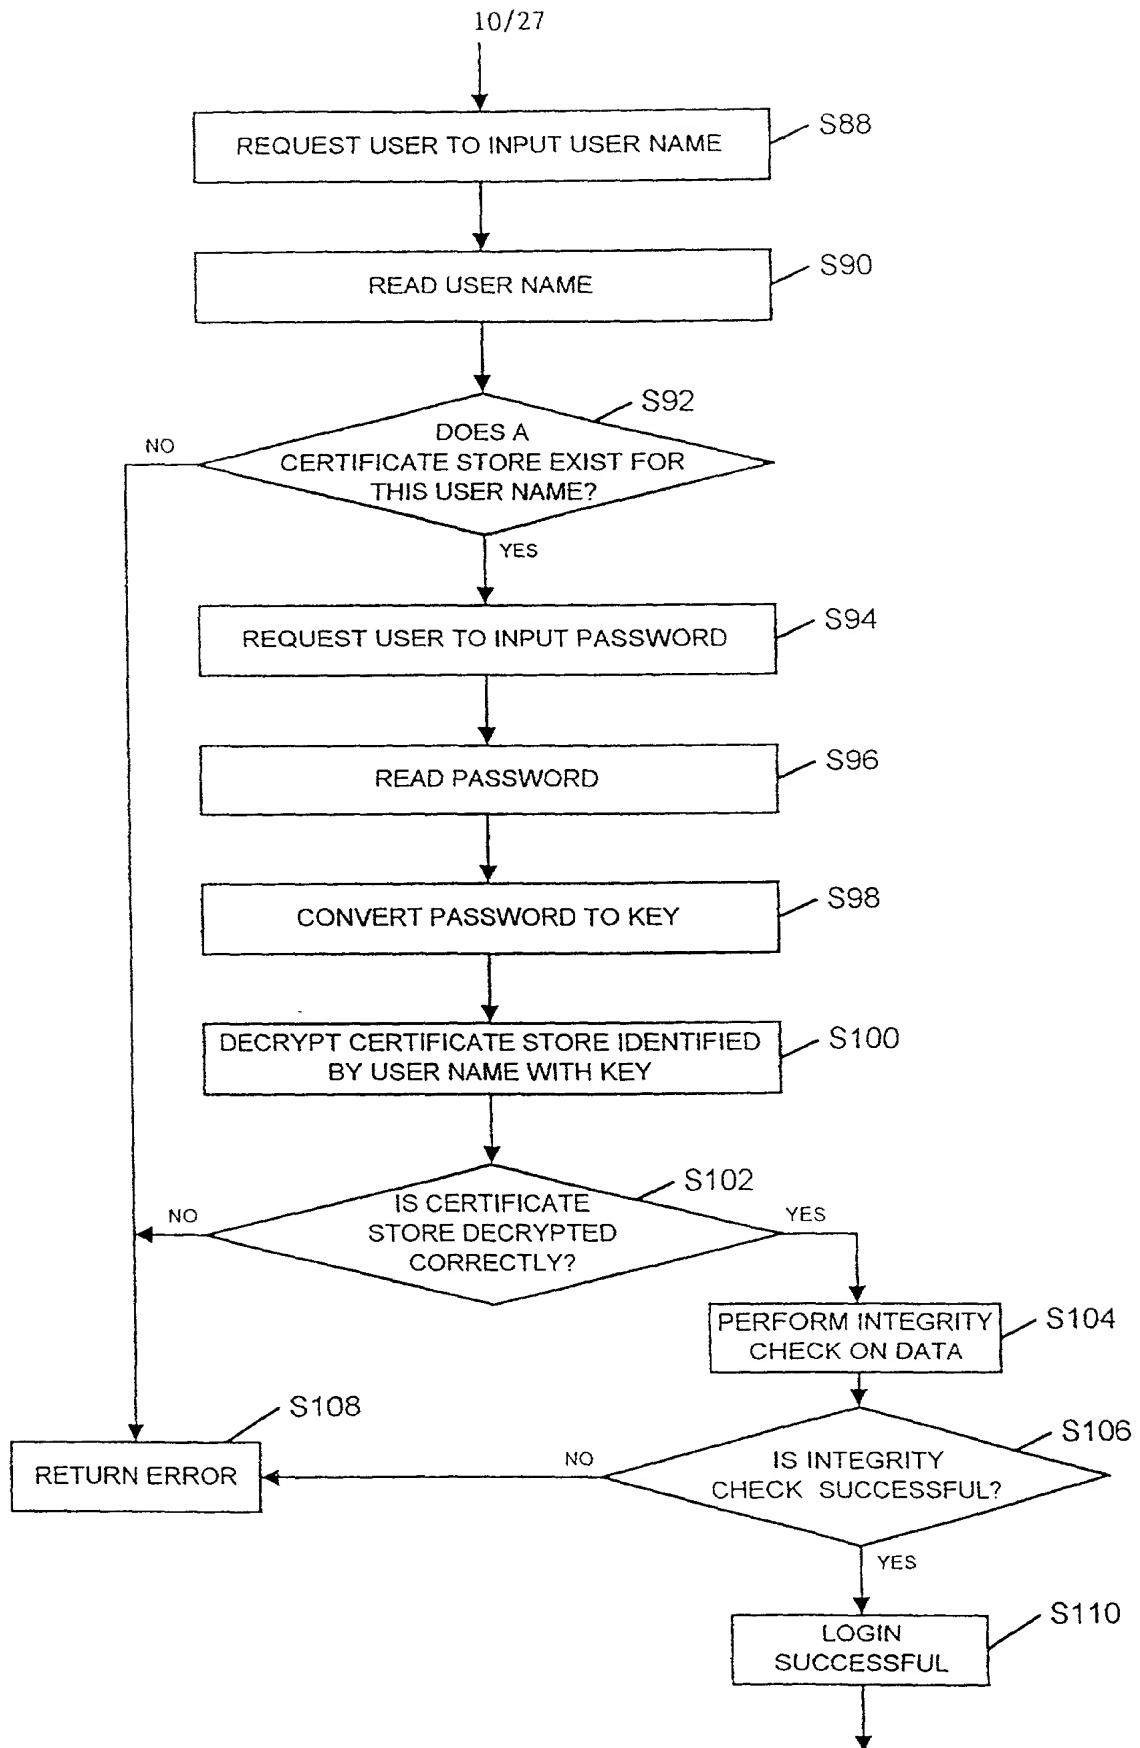 10/27
REQUEST USER TO INPUT USER NAME
S88
READ USER NAME
S90
S92
DOES A
CERTIFICATE STORE EXIST FOR
THIS USER NAME?
NO
YES
REQUEST USER TO INPUT PASSWORD
S94
READ PASSWORD
S96
CONVERT PASSWORD TO KEY
S98
DECRYPT CERTIFICATE STORE IDENTIFIED
BY USER NAME WITH KEY
S100
S102
IS CERTIFICATE
STORE DECRYPTED
CORRECTLY?
NO
YES
PERFORM INTEGRITY
CHECK ON DATA
S104
S106
IS INTEGRITY
CHECK SUCCESSFUL?
NO
S108
RETURN ERROR
YES
LOGIN
SUCCESSFUL
S110